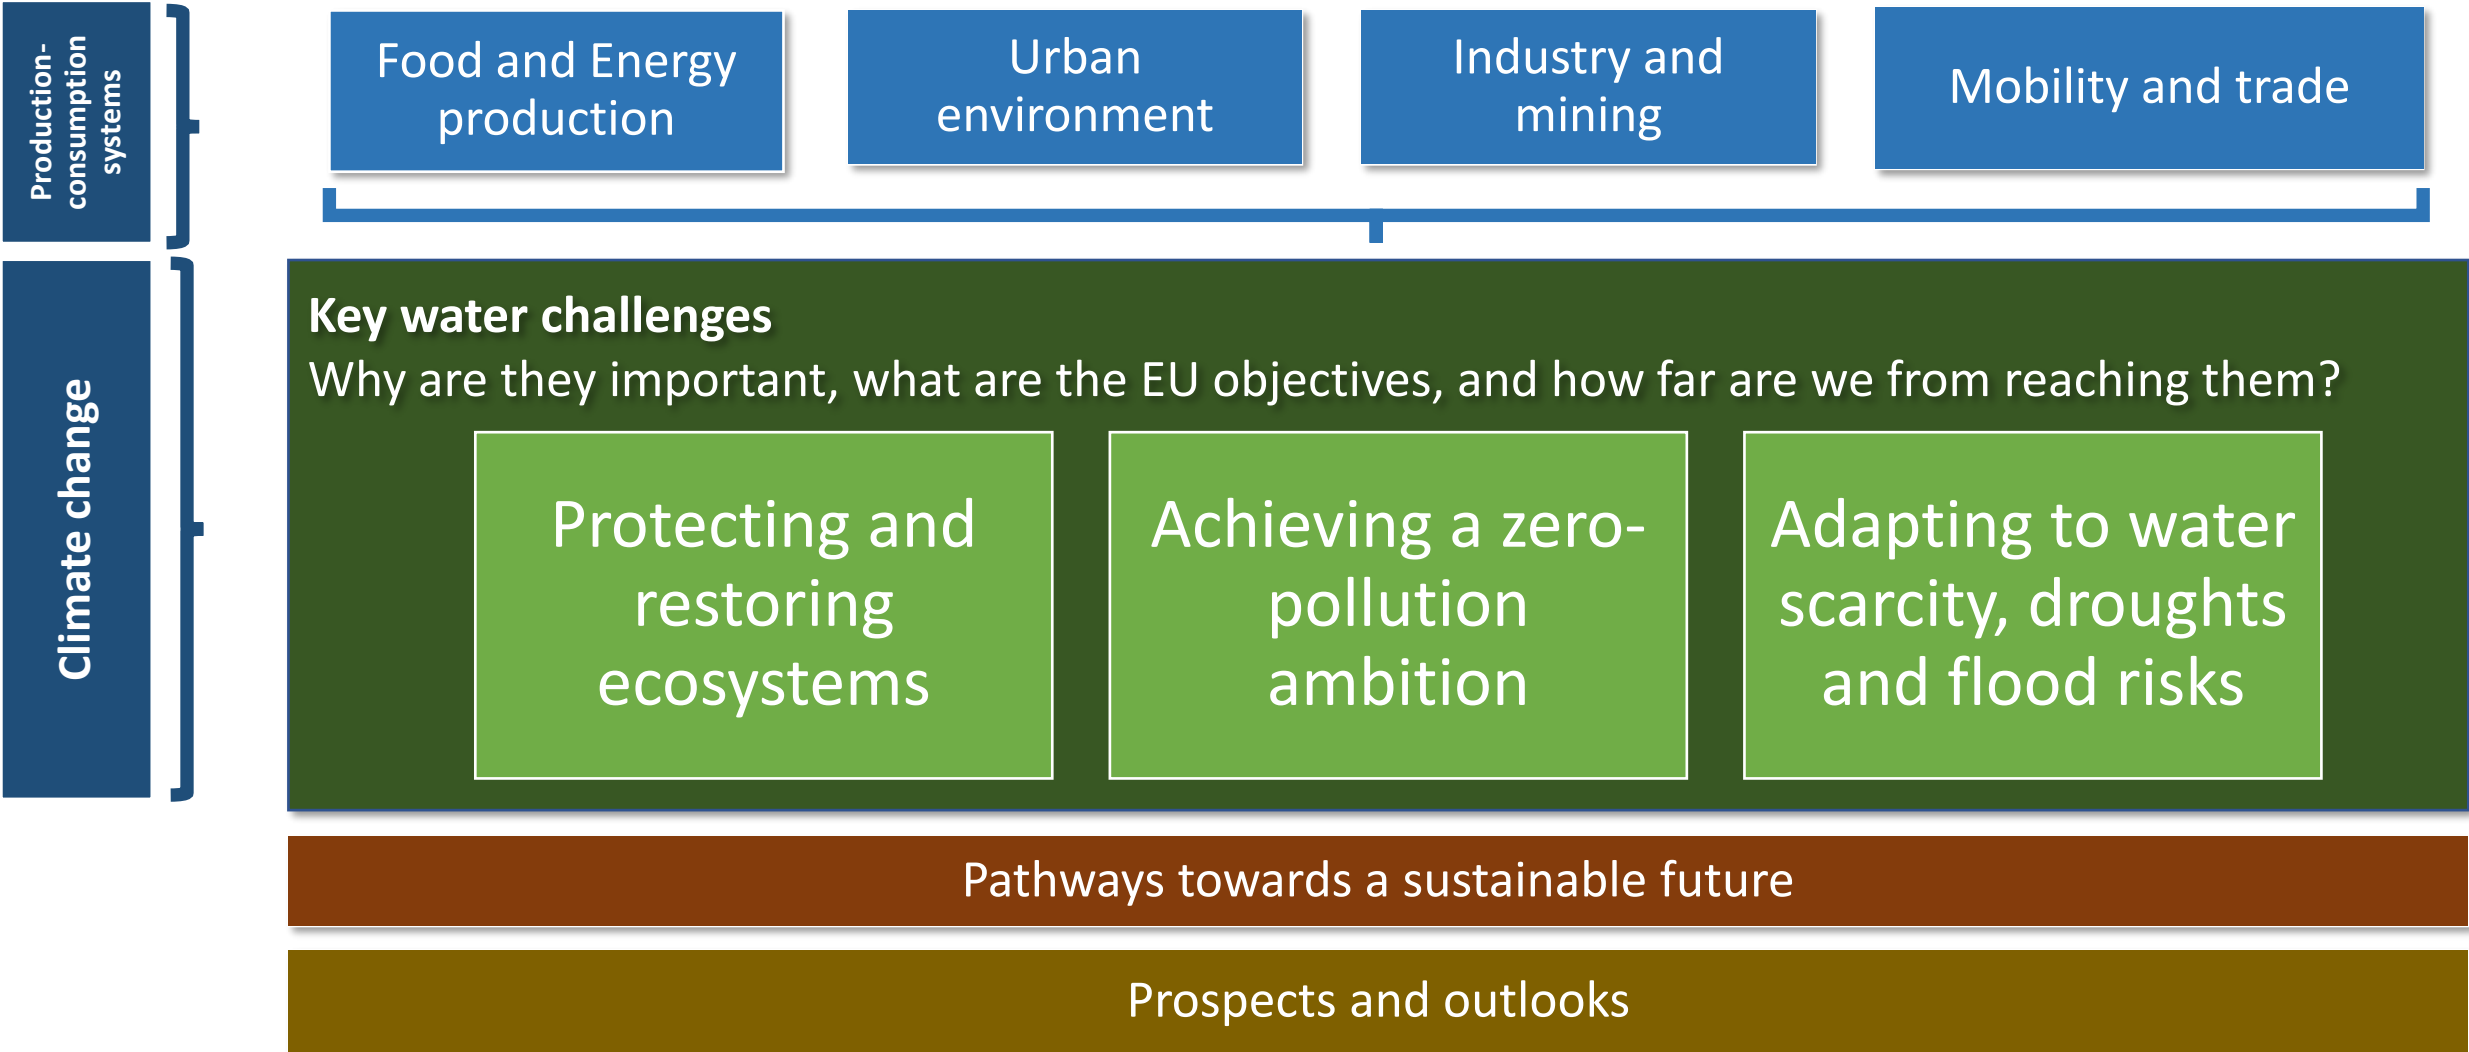 Production-
consumption
systems
Food and Energy
production
Urban
environment
Industry and
mining
Mobility and trade
Climate change
Key water challenges
Why are they important, what are the EU objectives, and how far are we from reaching them?
Protecting and
restoring
ecosystems
Achieving a zero-
pollution
ambition
Adapting to water
scarcity, droughts
and flood risks
Pathways towards a sustainable future
Prospects and outlooks